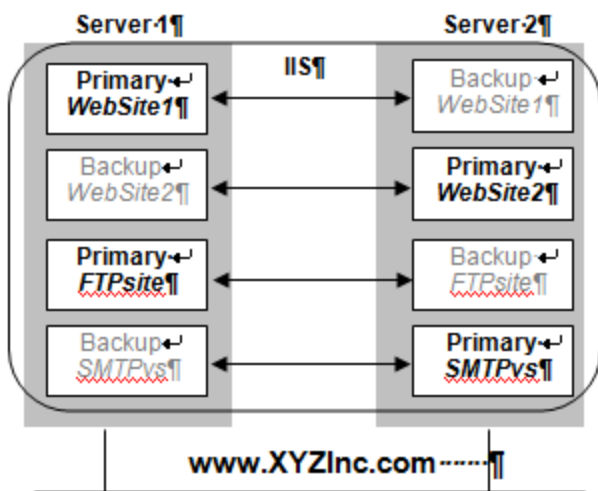 Server 1¶
Server 2¶
IIS¶
Primary↵
WebSite1¶
Backup↵
WebSite1¶
Backup↵
WebSite2¶
Primary↵
WebSite2¶
Primary↵
FTPsite¶
Backup↵
FTPsite¶
Backup↵
SMTPvs¶
Primary↵
SMTPvs¶
www.XYZInc.com·······¶